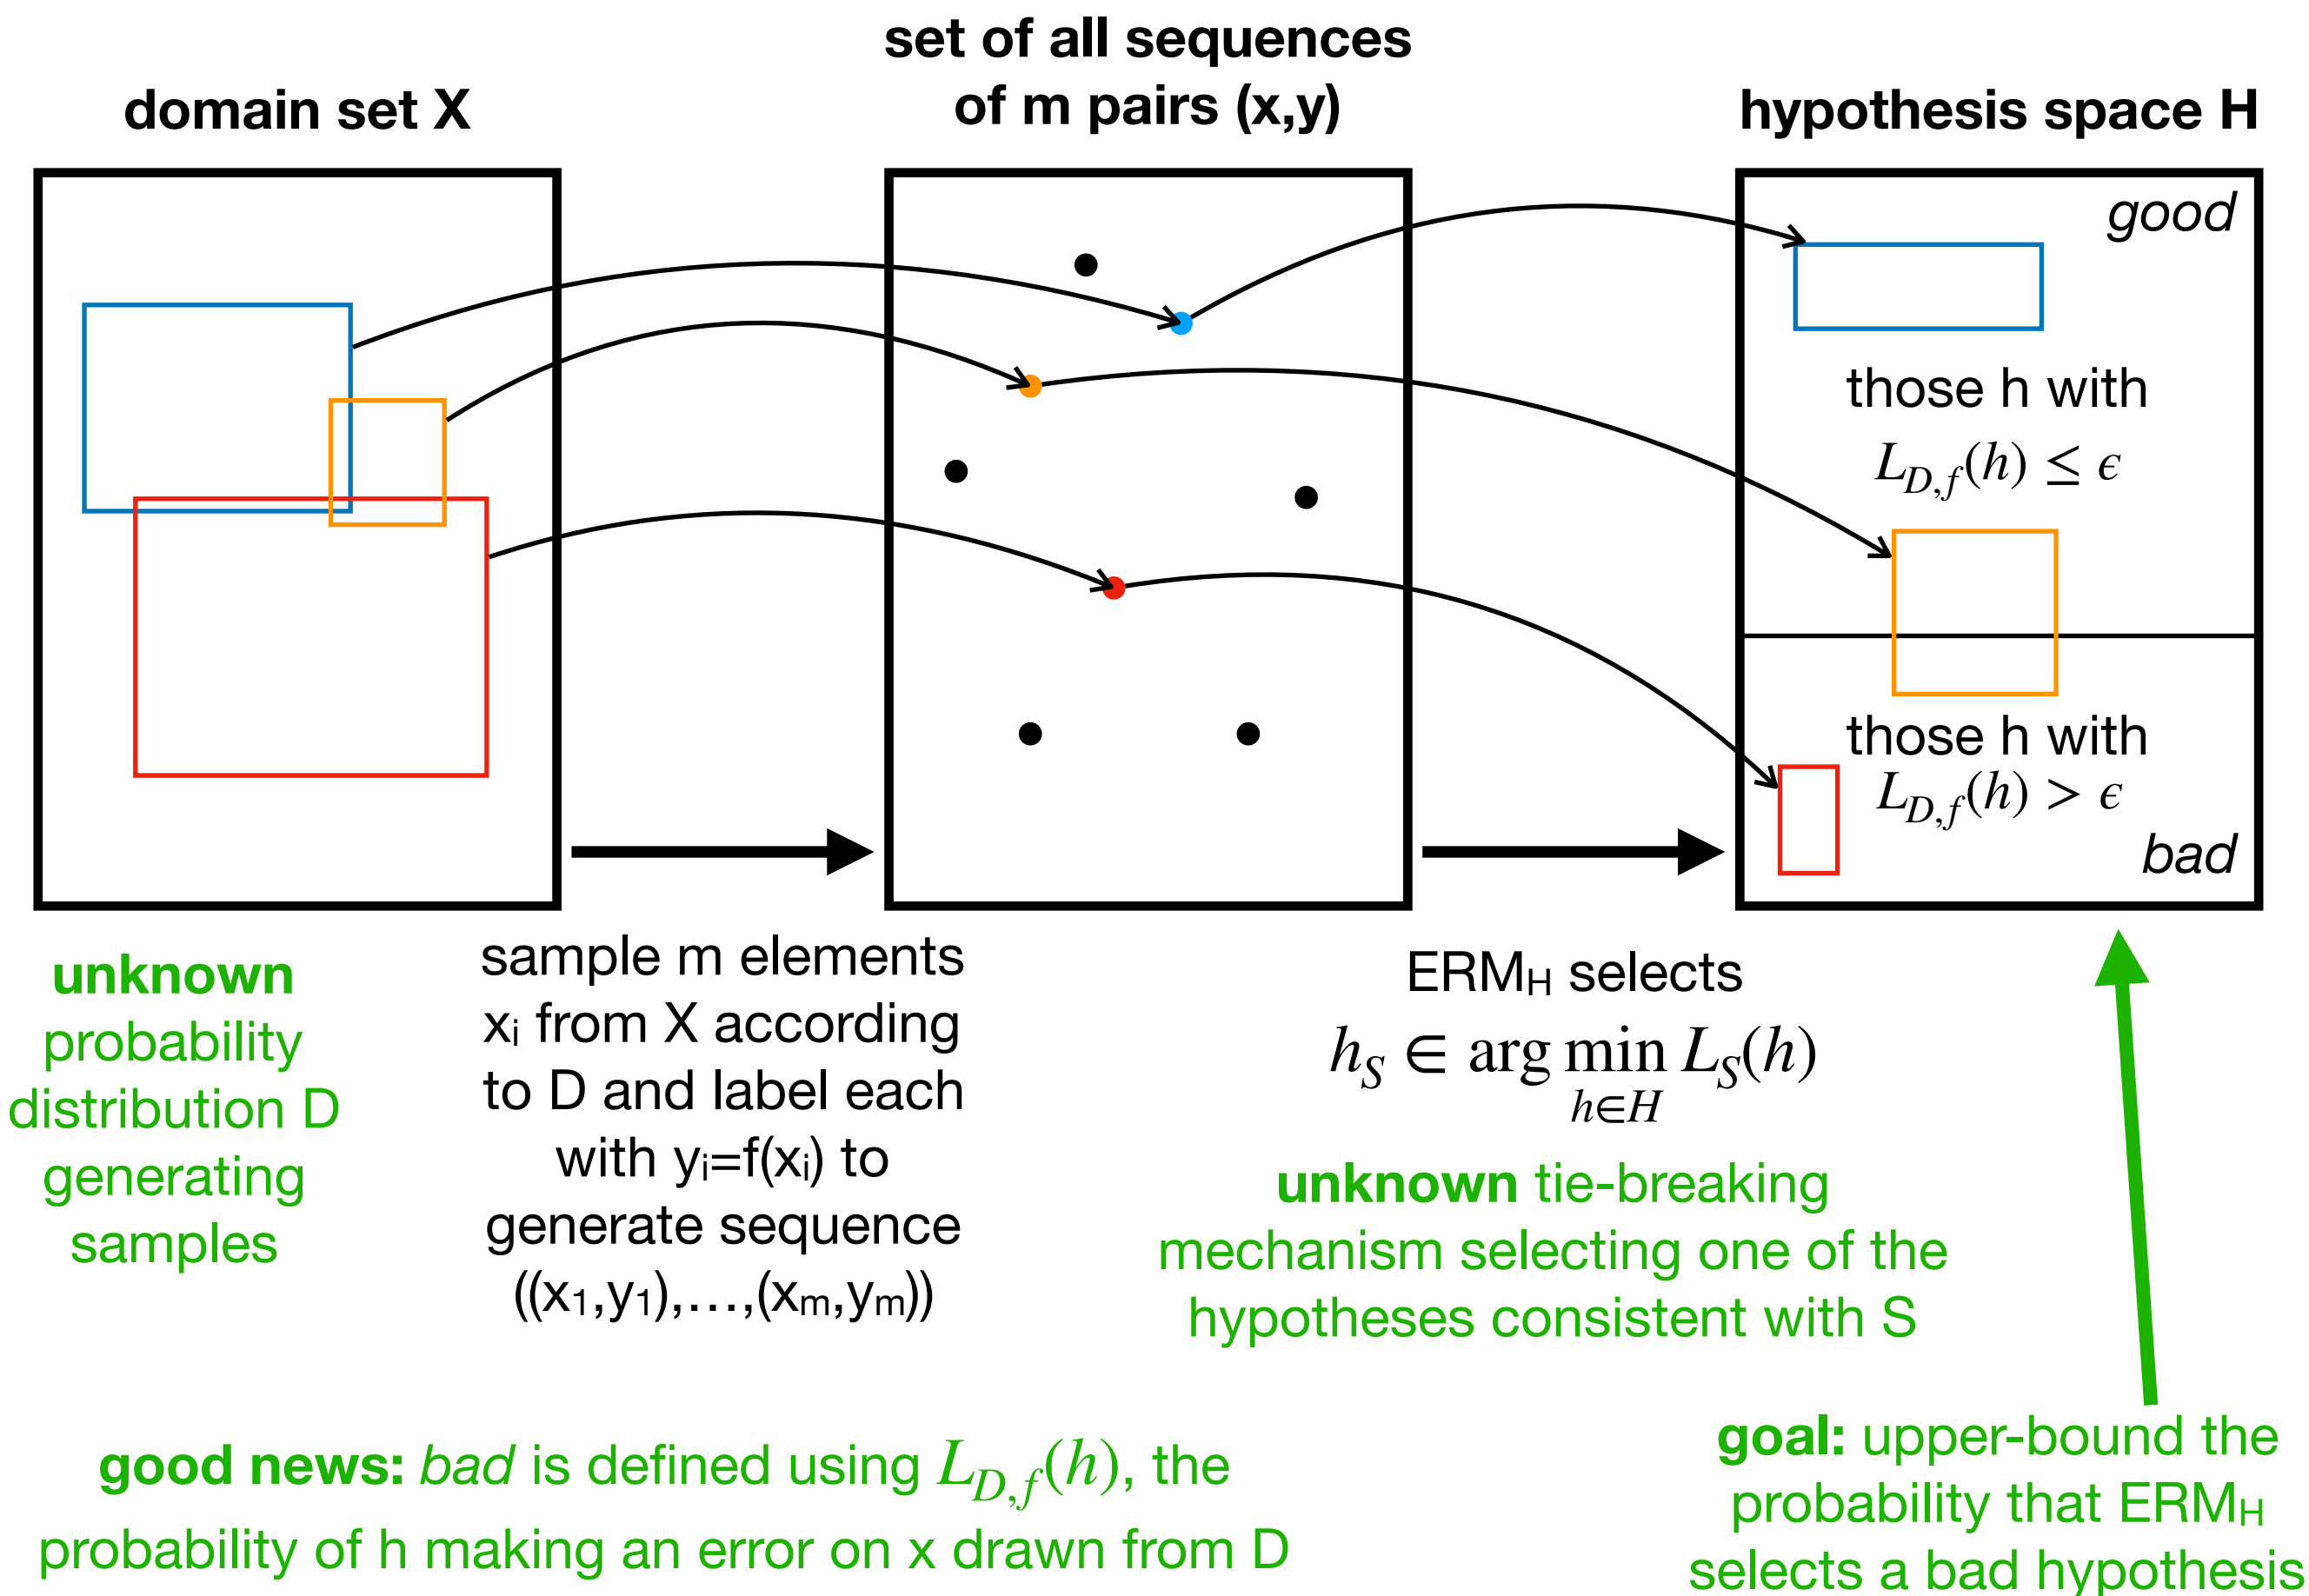 domain set X
set of all sequences
of m pairs (x,y)
hypothesis space H
good
those h with
L_{D,f}(h) ≤ ϵ
those h with
L_{D,f}(h) > ϵ
bad
unknown
probability
distribution D
generating
samples
sample m elements
xᵢ from X according
to D and label each
with yᵢ=f(xᵢ) to
generate sequence
((x₁,y₁),…,(xₘ,yₘ))
ERM_H selects
h_S ∈ arg min L_S(h)
h∈H
unknown tie-breaking
mechanism selecting one of the
hypotheses consistent with S
good news: bad is defined using L_{D,f}(h), the
probability of h making an error on x drawn from D
goal: upper-bound the
probability that ERM_H
selects a bad hypothesis